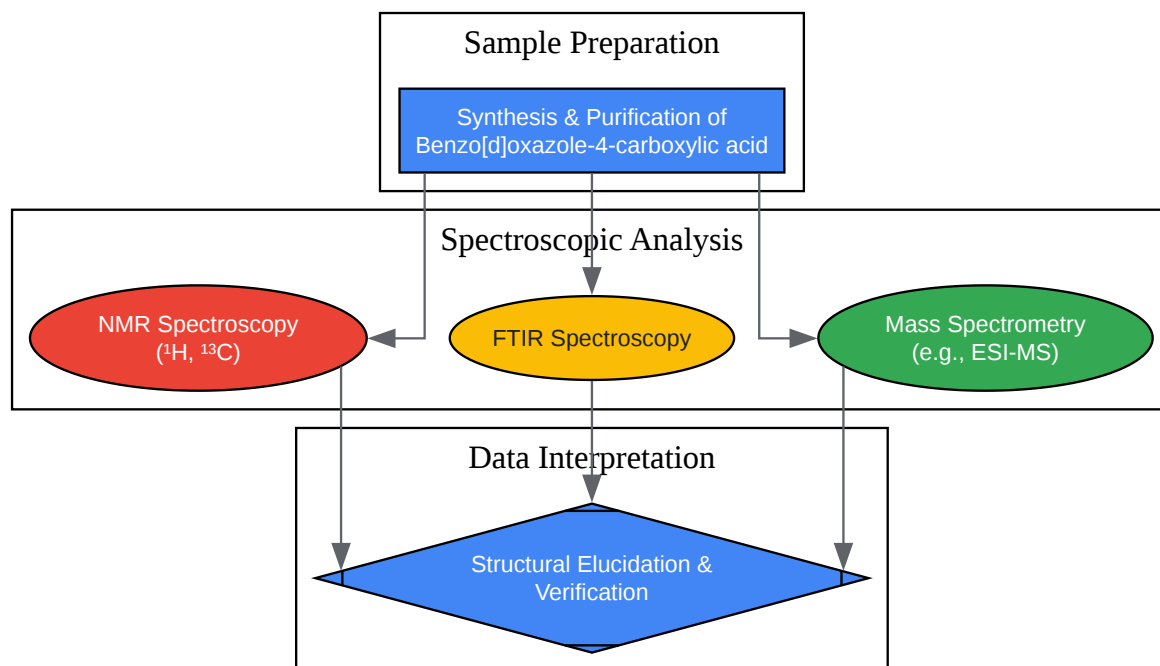 Sample Preparation
Synthesis & Purification of
Benzo[d]oxazole-4-carboxylic acid
Spectroscopic Analysis
NMR Spectroscopy
(¹H, ¹³C)
FTIR Spectroscopy
Mass Spectrometry
(e.g., ESI-MS)
Data Interpretation
Structural Elucidation &
Verification